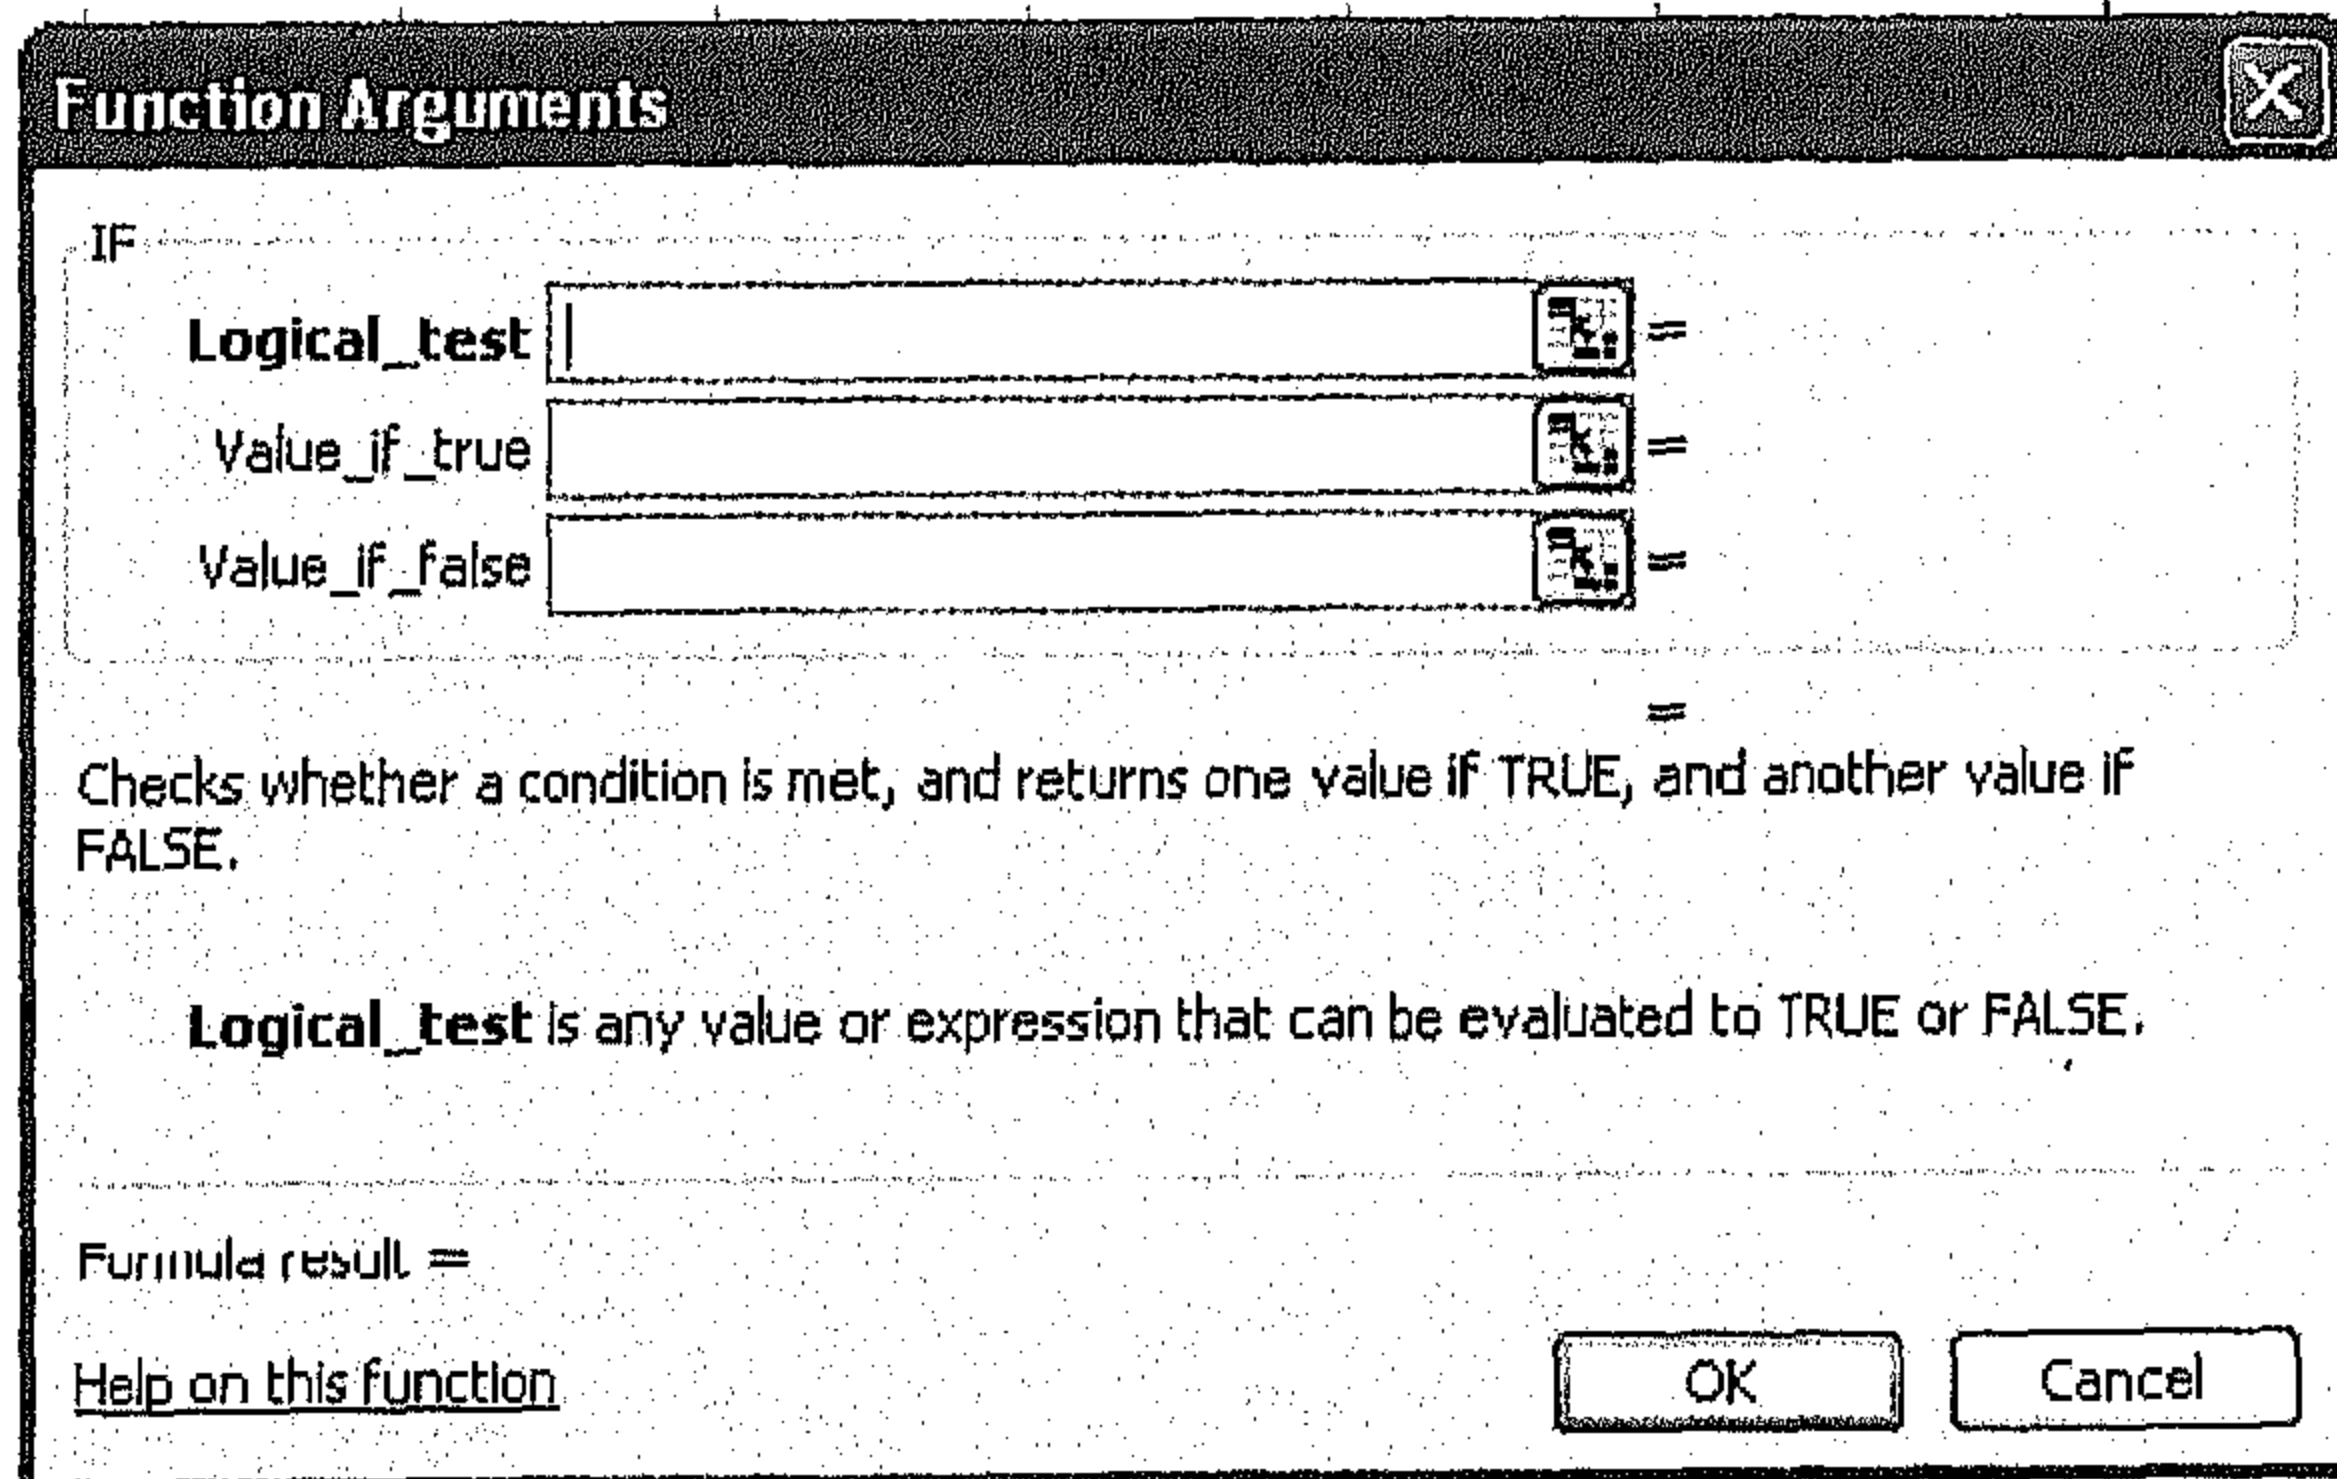 Function Arguments
IF
Logical_test =
Value_if_true =
Value_if_false =
=
Checks whether a condition is met, and returns one value if TRUE, and another value if
FALSE.
Logical_test is any value or expression that can be evaluated to TRUE or FALSE.
Formula result =
Help on this function
OK Cancel